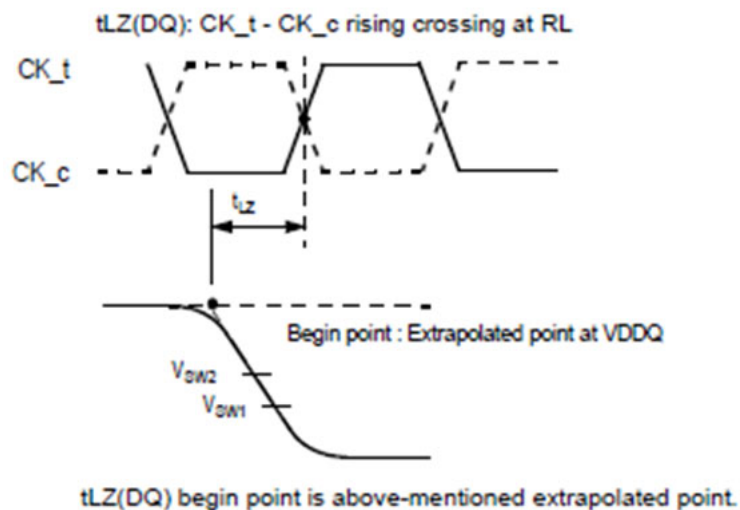 tLZ(DQ): CK_t - CK_c rising crossing at RL
CK_t
CK_c
tLZ
Begin point : Extrapolated point at VDDQ
VSW2
VSW1
tLZ(DQ) begin point is above-mentioned extrapolated point.